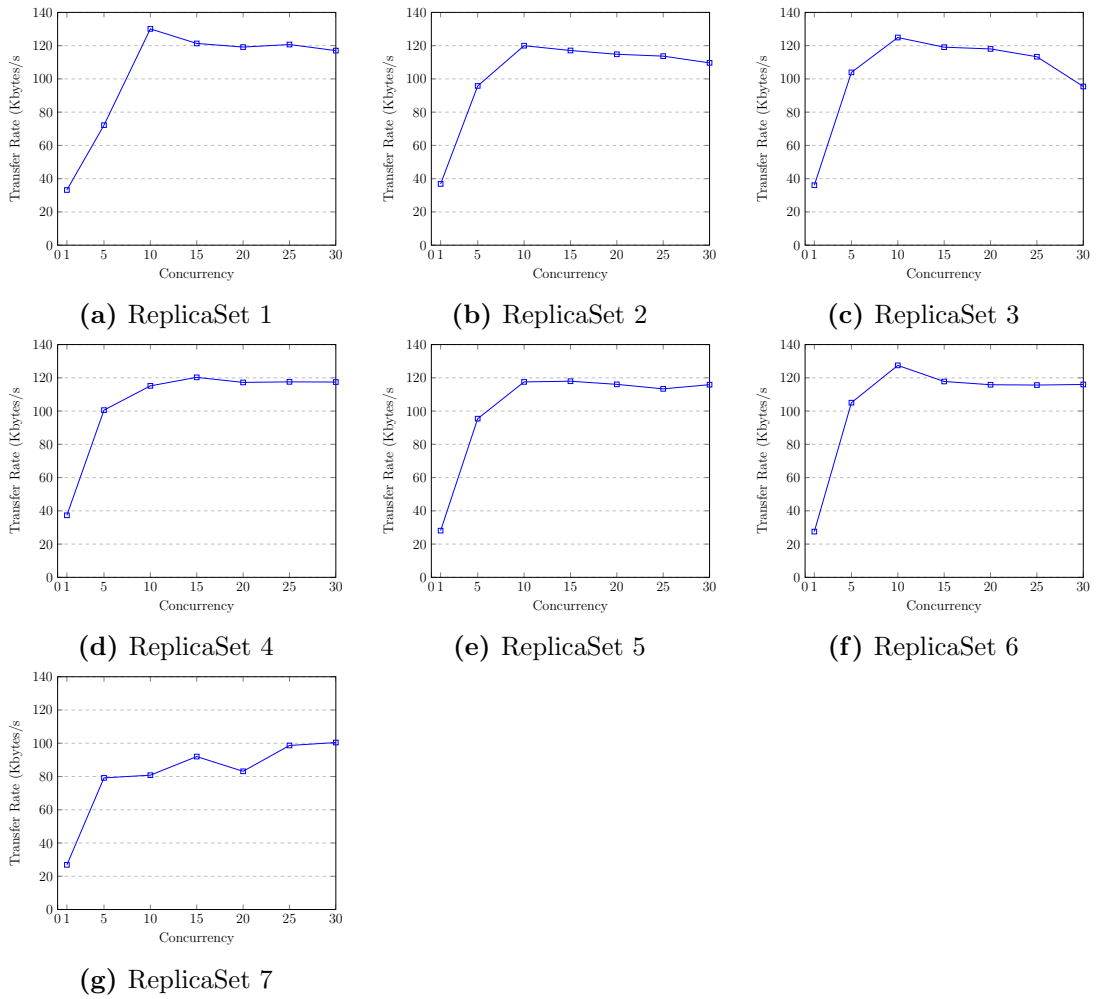 140
120
100
80
60
40
20
0
Transfer Rate (Kbytes/s
0 1 5 10 15 20 25 30
Concurrency
(a) ReplicaSet 1
140
120
100
80
60
40
20
0
Transfer Rate (Kbytes/s
0 1 5 10 15 20 25 30
Concurrency
(b) ReplicaSet 2
140
120
100
80
60
40
20
0
Transfer Rate (Kbytes/s
0 1 5 10 15 20 25 30
Concurrency
(c) ReplicaSet 3
140
120
100
80
60
40
20
0
Transfer Rate (Kbytes/s
0 1 5 10 15 20 25 30
Concurrency
(d) ReplicaSet 4
140
120
100
80
60
40
20
0
Transfer Rate (Kbytes/s
0 1 5 10 15 20 25 30
Concurrency
(e) ReplicaSet 5
140
120
100
80
60
40
20
0
Transfer Rate (Kbytes/s
0 1 5 10 15 20 25 30
Concurrency
(f) ReplicaSet 6
140
120
100
80
60
40
20
0
Transfer Rate (Kbytes/s
0 1 5 10 15 20 25 30
Concurrency
(g) ReplicaSet 7